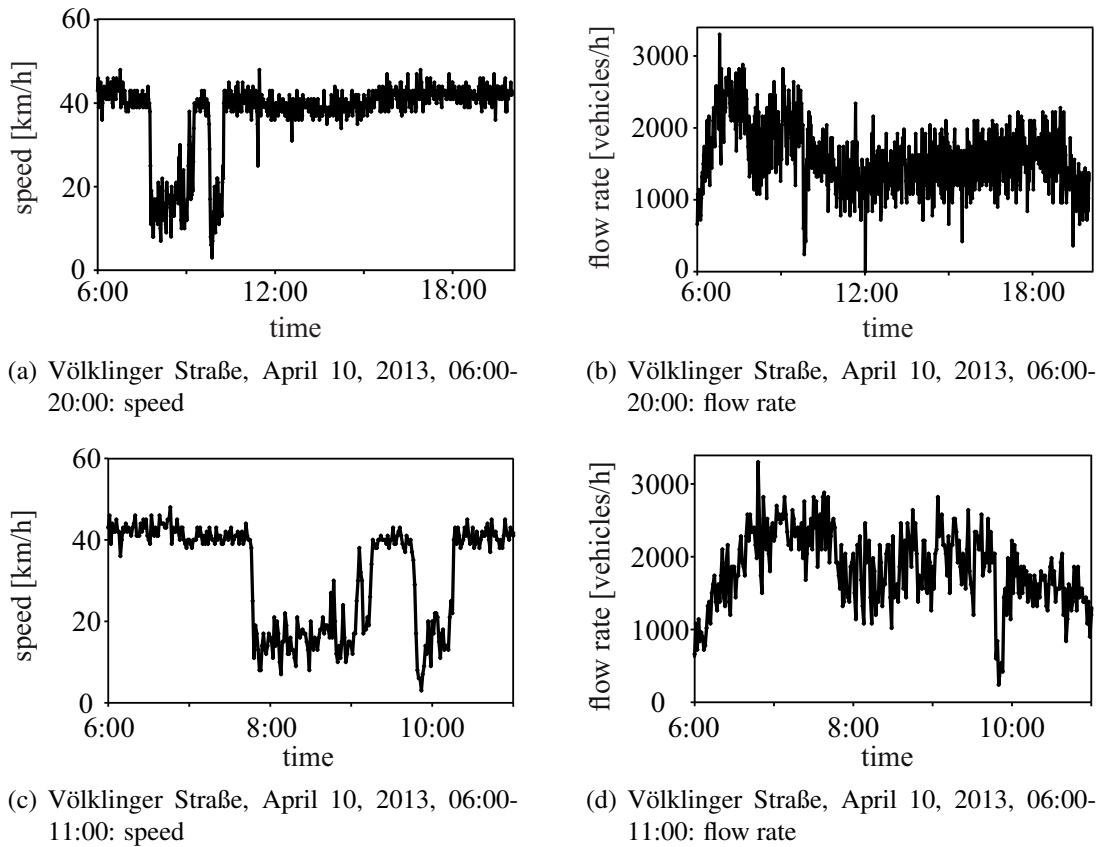 60
40
20
0
speed [km/h]
6:00 12:00 18:00
time
(a) Völklinger Straße, April 10, 2013, 06:00-
20:00: speed
3000
2000
1000
0
flow rate [vehicles/h]
6:00 12:00 18:00
time
(b) Völklinger Straße, April 10, 2013, 06:00-
20:00: flow rate
60
40
20
0
speed [km/h]
6:00 8:00 10:00
time
(c) Völklinger Straße, April 10, 2013, 06:00-
11:00: speed
3000
2000
1000
0
flow rate [vehicles/h]
6:00 8:00 10:00
time
(d) Völklinger Straße, April 10, 2013, 06:00-
11:00: flow rate